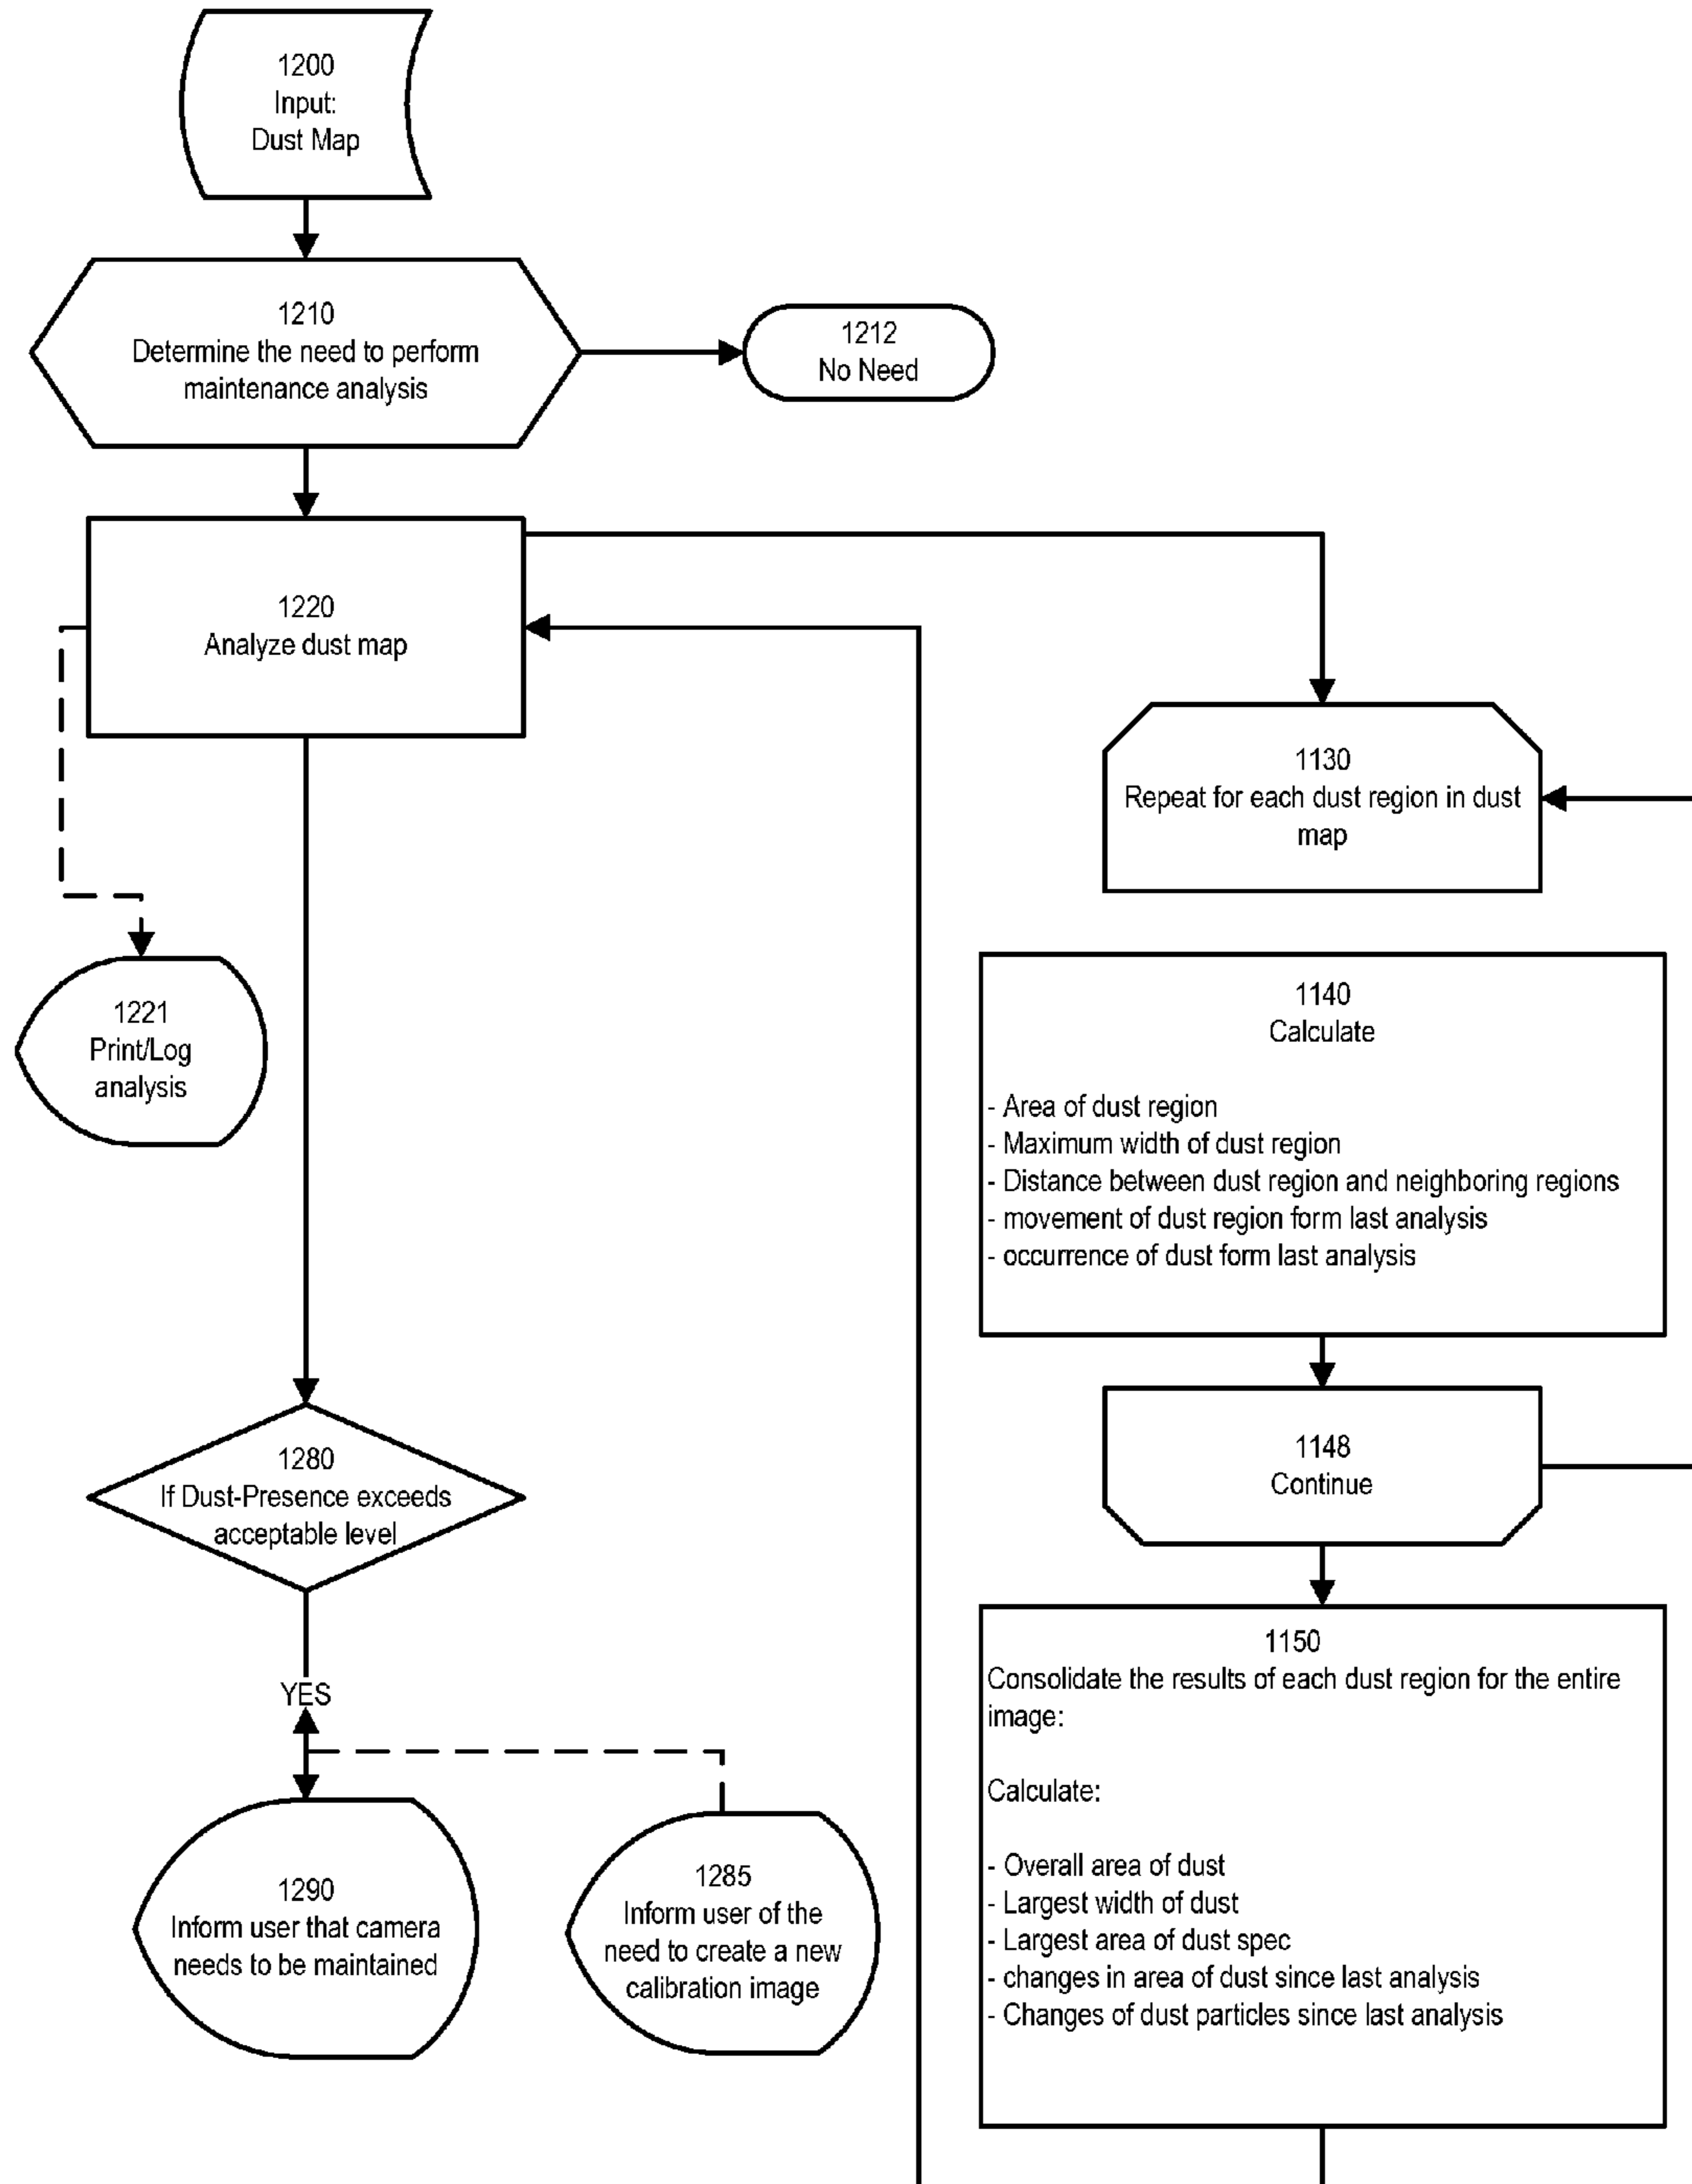 1200
Input:
Dust Map
1210
Determine the need to perform
maintenance analysis
1212
No Need
1220
Analyze dust map
1130
Repeat for each dust region in dust
map
1221
Print/Log
analysis
1140
Calculate
- Area of dust region
- Maximum width of dust region
- Distance between dust region and neighboring regions
- movement of dust region form last analysis
- occurrence of dust form last analysis
1280
If Dust-Presence exceeds
acceptable level
1148
Continue
YES
1150
Consolidate the results of each dust region for the entire
image:
Calculate:
- Overall area of dust
- Largest width of dust
- Largest area of dust spec
- changes in area of dust since last analysis
- Changes of dust particles since last analysis
1290
Inform user that camera
needs to be maintained
1285
Inform user of the
need to create a new
calibration image